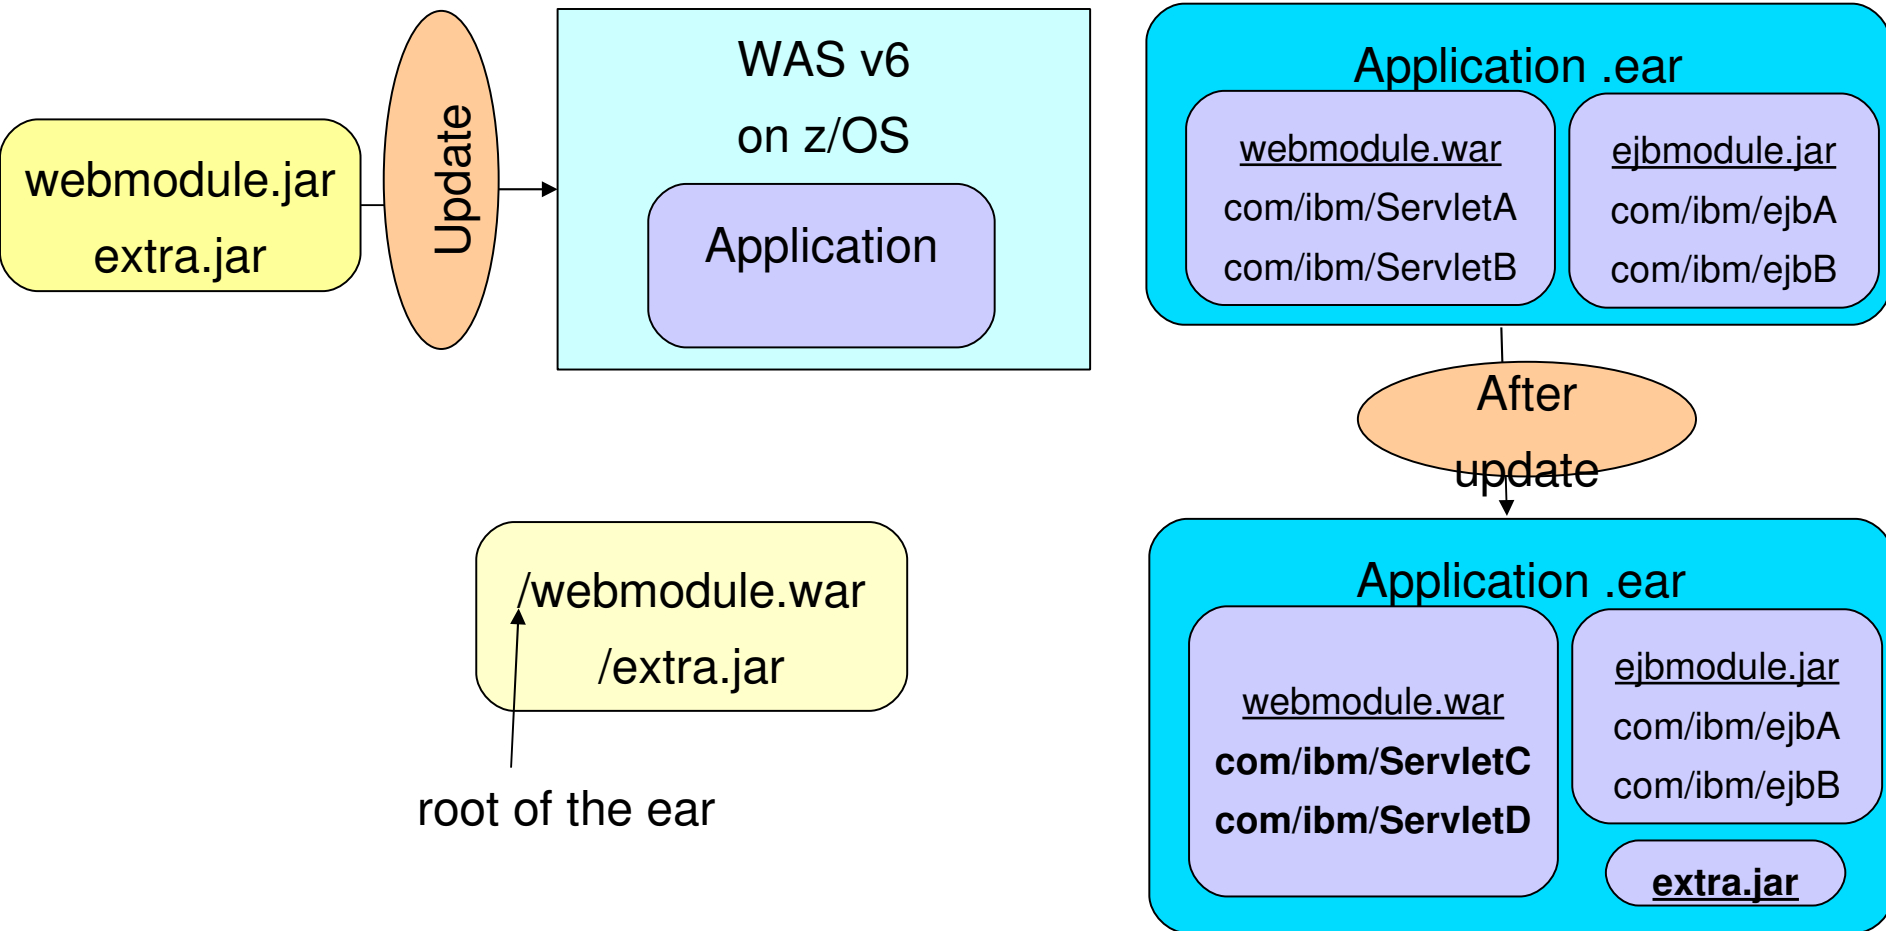 webmodule.jar
extra.jar
Update
WAS v6
on z/OS
Application
Application .ear
webmodule.war
com/ibm/ServletA
com/ibm/ServletB
ejbmodule.jar
com/ibm/ejbA
com/ibm/ejbB
After
update
/webmodule.war
/extra.jar
root of the ear
Application .ear
webmodule.war
com/ibm/ServletC
com/ibm/ServletD
ejbmodule.jar
com/ibm/ejbA
com/ibm/ejbB
extra.jar